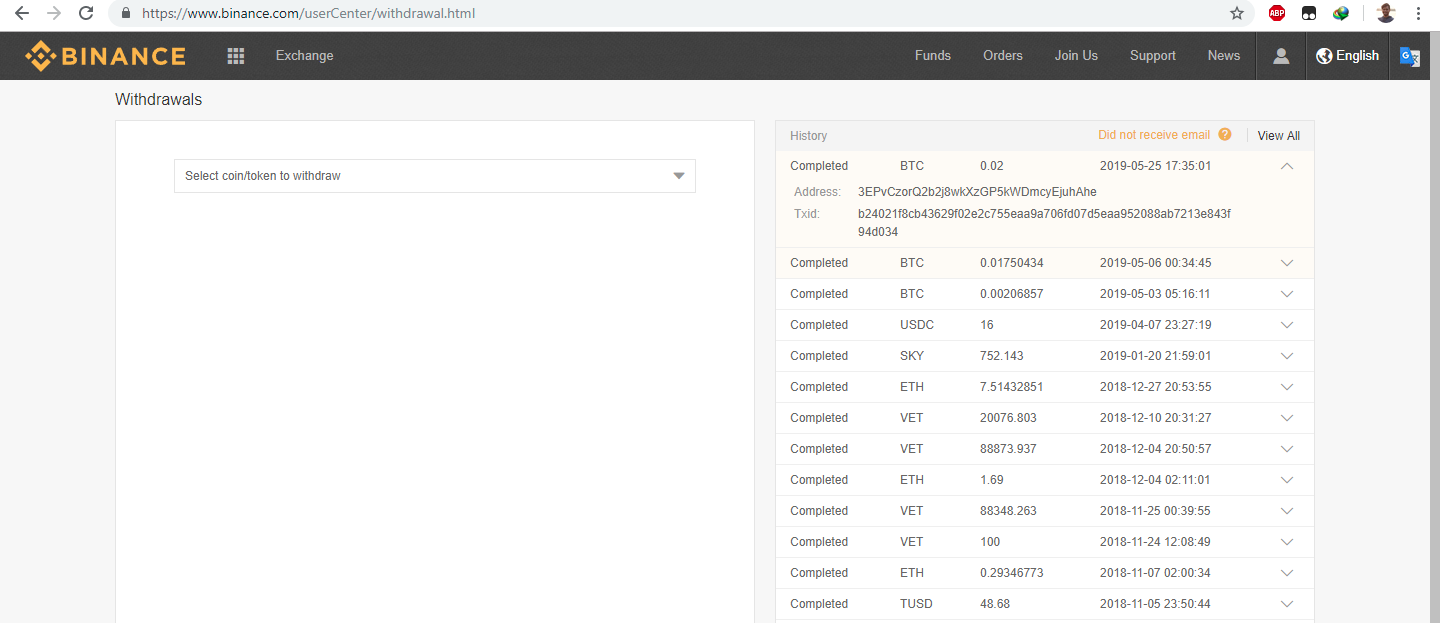 https://www.binance.com/userCenter/withdrawal.html
ABP
BINANCE Exchange Funds Orders Join Us Support News English
Withdrawals
Select coin/token to withdraw
History Did not receive email ? View All
Completed BTC 0.02 2019-05-25 17:35:01
Address: 3EPvCzorQ2b2j8wkXzGP5kWDmcyEjuhAhe
Txid: b24021f8cb43629f02e2c755eaa9a706fd07d5eaa952088ab7213e843f
94d034
Completed BTC 0.01750434 2019-05-06 00:34:45
Completed BTC 0.00206857 2019-05-03 05:16:11
Completed USDC 16 2019-04-07 23:27:19
Completed SKY 752.143 2019-01-20 21:59:01
Completed ETH 7.51432851 2018-12-27 20:53:55
Completed VET 20076.803 2018-12-10 20:31:27
Completed VET 88873.937 2018-12-04 20:50:57
Completed ETH 1.69 2018-12-04 02:11:01
Completed VET 88348.263 2018-11-25 00:39:55
Completed VET 100 2018-11-24 12:08:49
Completed ETH 0.29346773 2018-11-07 02:00:34
Completed TUSD 48.68 2018-11-05 23:50:44